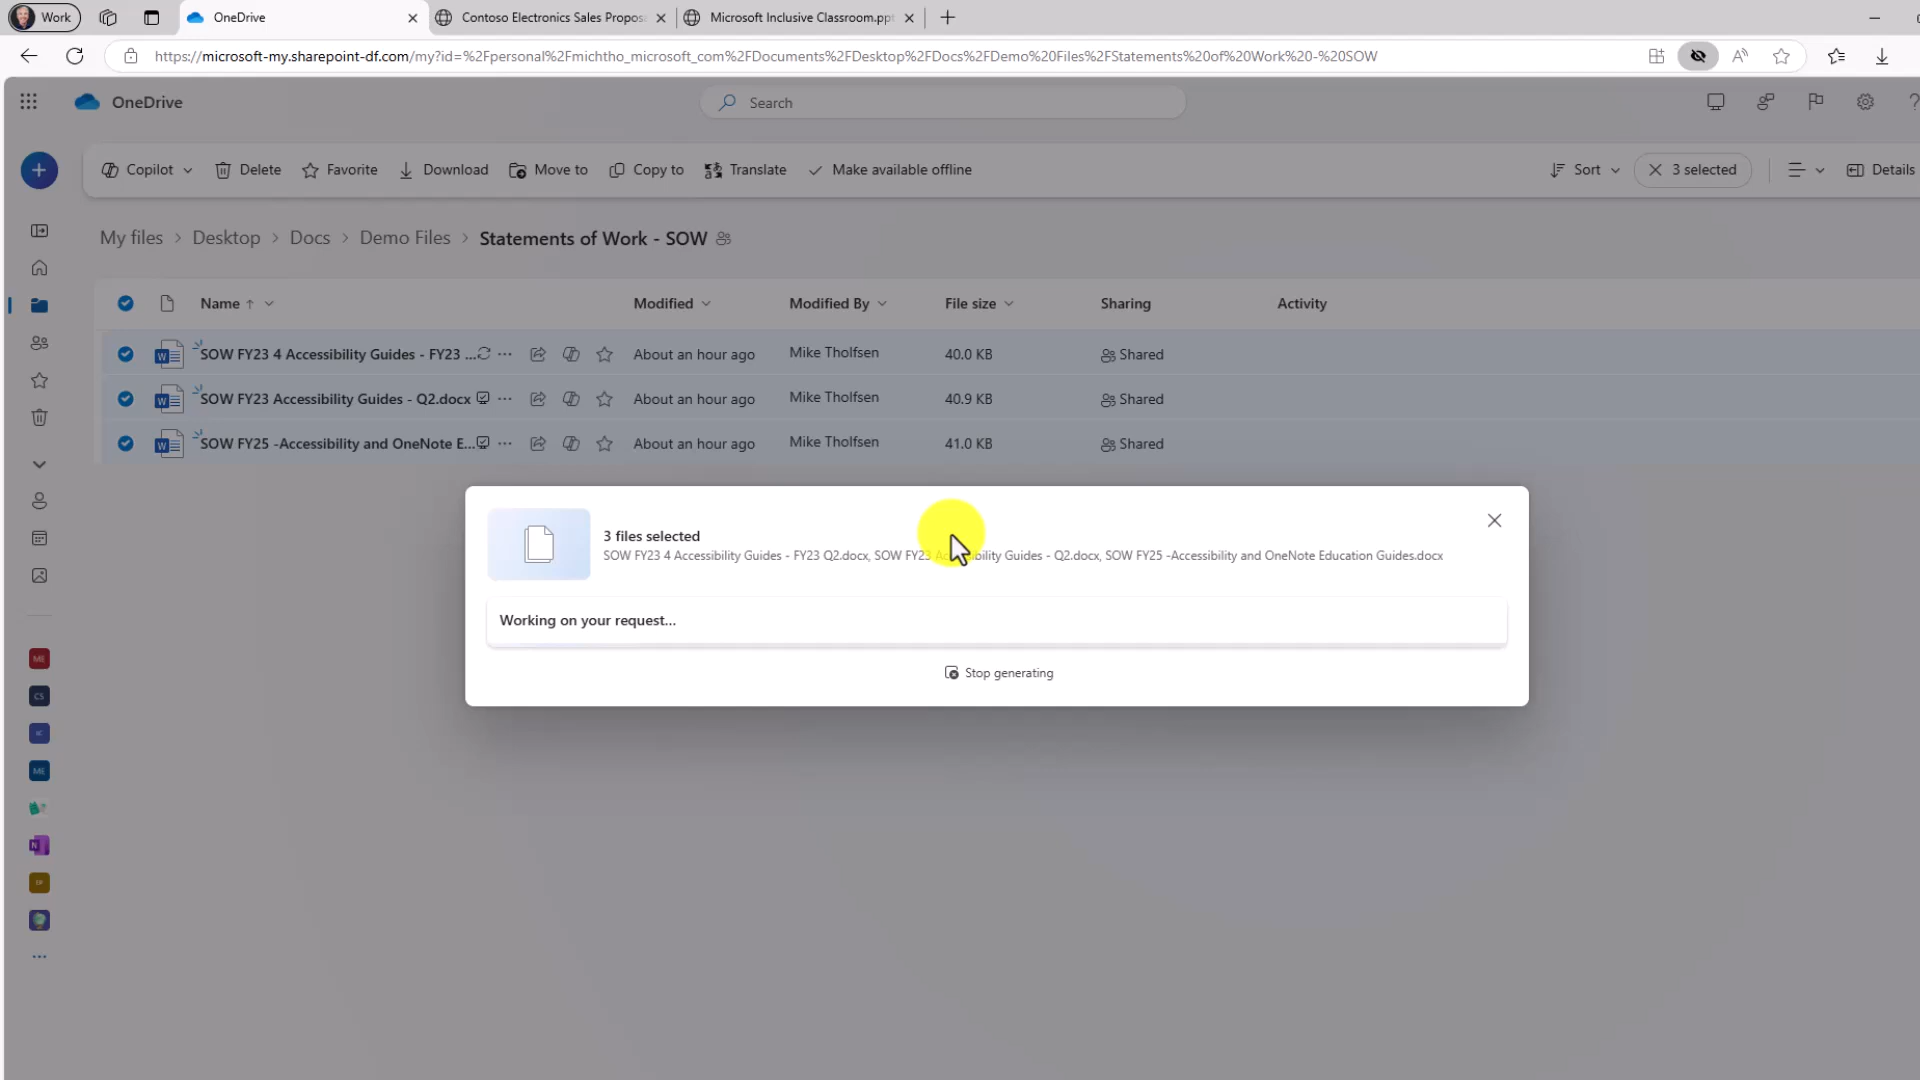 Work
OneDrive
Contoso Electronics Sales Propos
Microsoft Inclusive Classroom.ppt
https://microsoft-my.sharepoint-df.com/my?id=%2Fpersonal%2Fmichtho_microsoft_com%2FDocuments%2FDesktop%2FDocs%2FDemo%20Files%2FStatements%20of%20Work%20-%20SOW
OneDrive
Search
Copilot
Delete
Favorite
Download
Move to
Copy to
Translate
Make available offline
Sort
3 selected
Details
My files > Desktop > Docs > Demo Files > Statements of Work - SOW
Name
Modified
Modified By
File size
Sharing
Activity
SOW FY23 4 Accessibility Guides - FY23 ... About an hour ago Mike Tholfsen 40.0 KB Shared
SOW FY23 Accessibility Guides - Q2.docx About an hour ago Mike Tholfsen 40.9 KB Shared
SOW FY25 -Accessibility and OneNote E... About an hour ago Mike Tholfsen 41.0 KB Shared
3 files selected
SOW FY23 4 Accessibility Guides - FY23 Q2.docx, SOW FY23 Accessibility Guides - Q2.docx, SOW FY25 -Accessibility and OneNote Education Guides.docx
Working on your request...
Stop generating
ME
CS
ME
EP